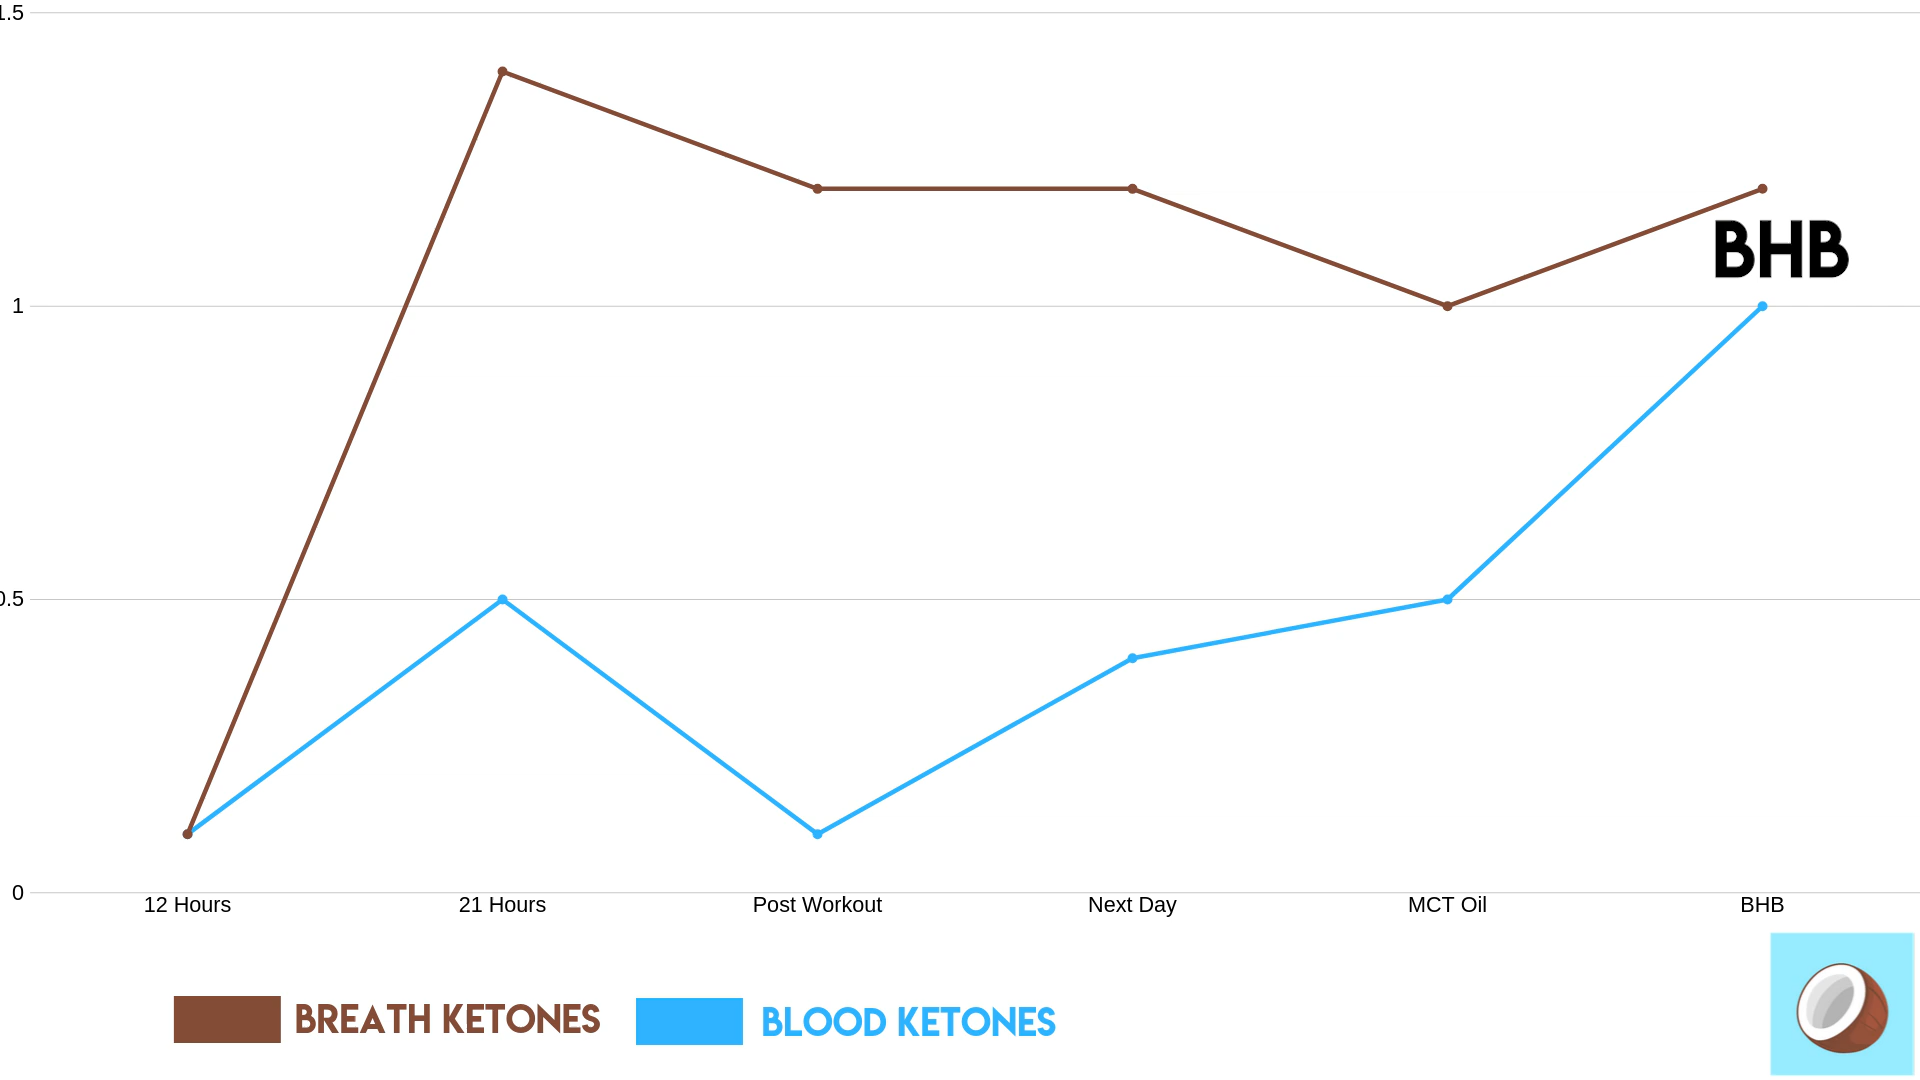 1.5
BHB
1
0.5
0
12 Hours
21 Hours
Post Workout
Next Day
MCT Oil
BHB
BREATH KETONES
BLOOD KETONES